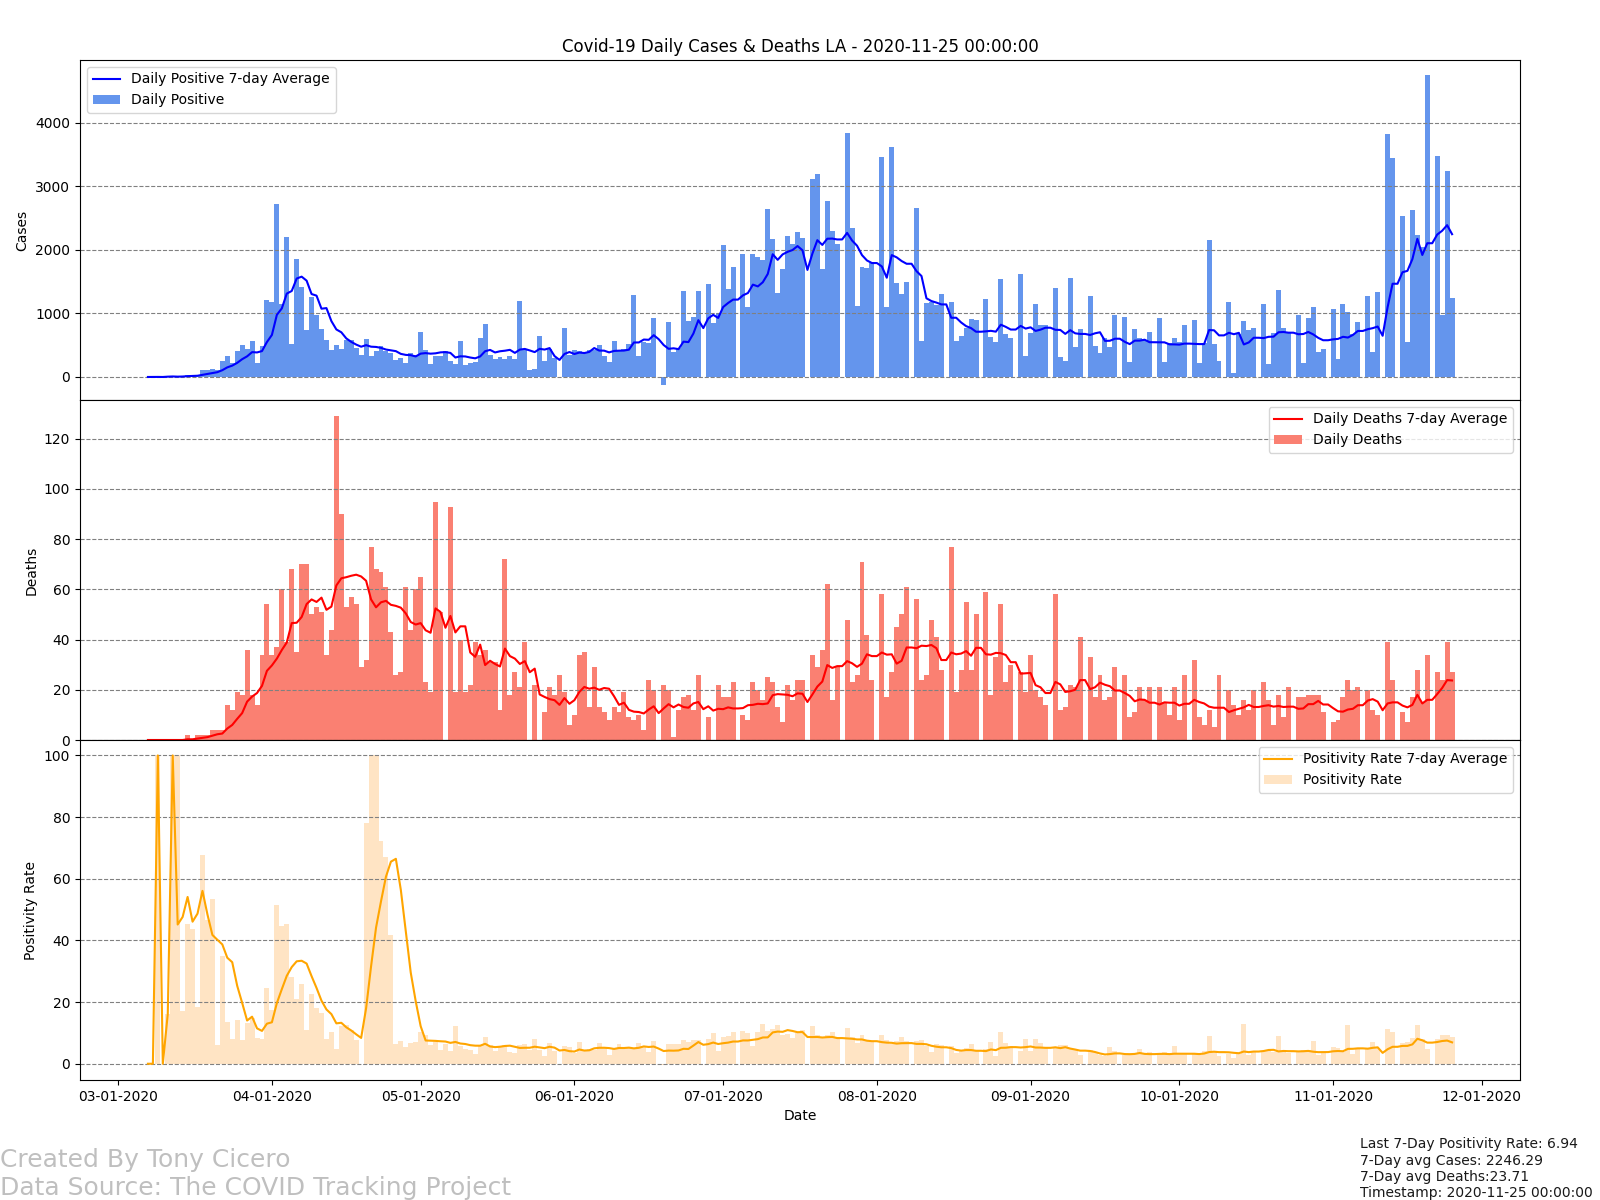 Covid-19 Daily Cases & Deaths LA - 2020-11-25 00:00:00
Daily Positive 7-day Average
Daily Positive
4000
3000
2000
1000
0
Cases
Daily Deaths 7-day Average
Daily Deaths
120
100
80
60
40
20
0
Deaths
Positivity Rate 7-day Average
Positivity Rate
100
80
60
40
20
0
Positivity Rate
03-01-2020 04-01-2020 05-01-2020 06-01-2020 07-01-2020 08-01-2020 09-01-2020 10-01-2020 11-01-2020 12-01-2020
Date
Created By Tony Cicero
Data Source: The COVID Tracking Project
Last 7-Day Positivity Rate: 6.94
7-Day avg Cases: 2246.29
7-Day avg Deaths:23.71
Timestamp: 2020-11-25 00:00:00